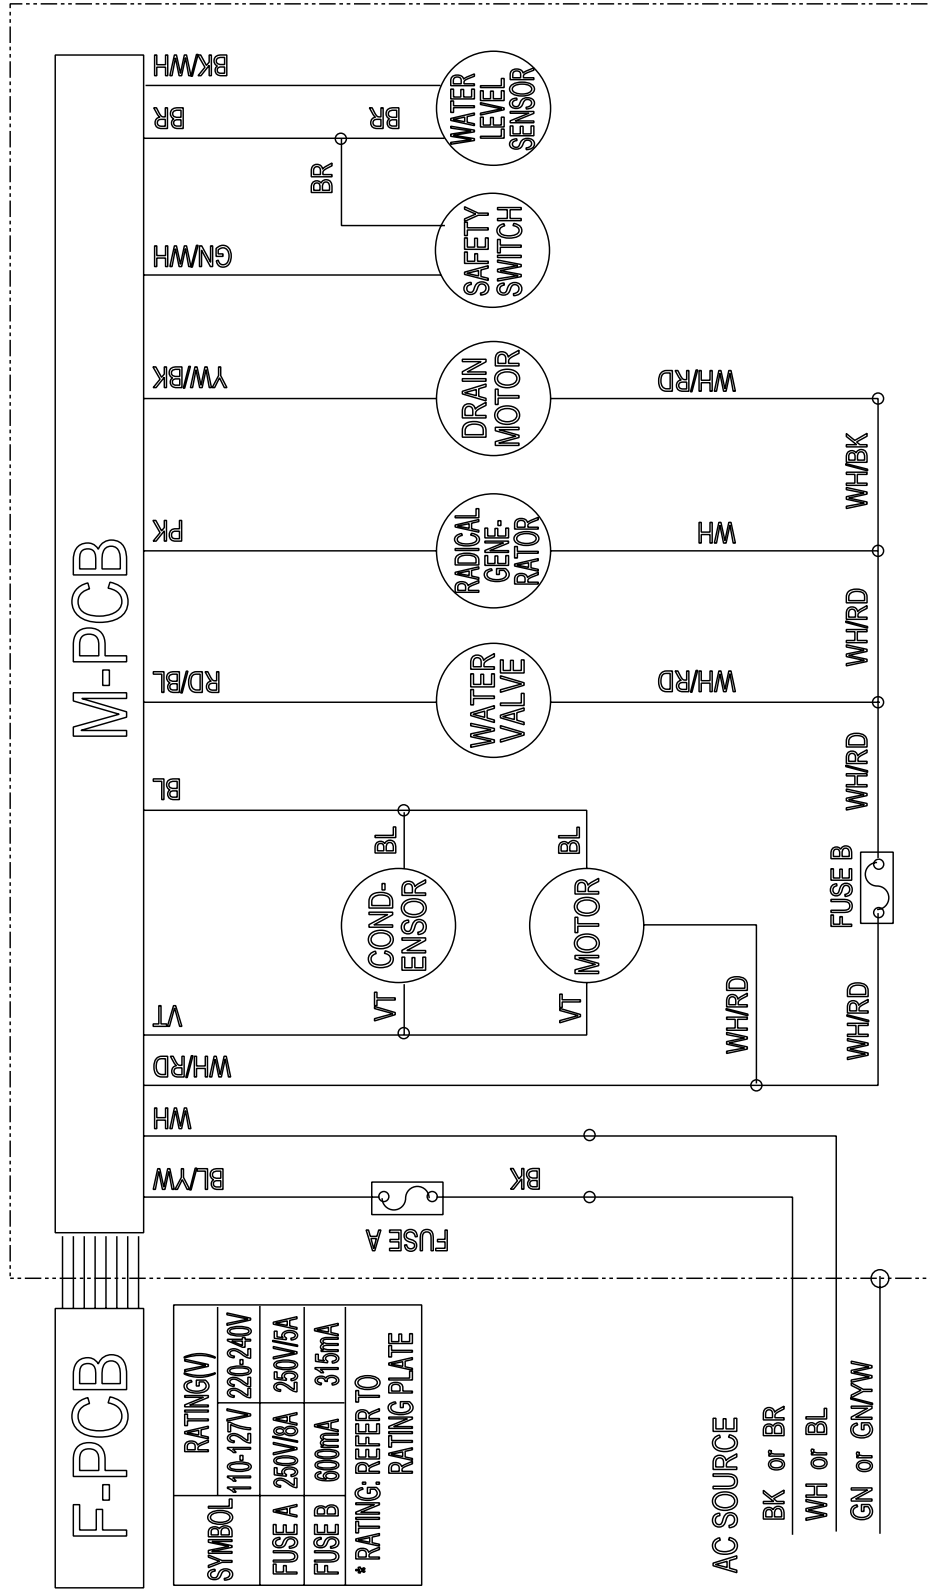 F-PCB
M-PCB
SYMBOL
RATING(V)
110-127V
220-240V
FUSE A
250V/8A
250V/5A
FUSE B
600mA
315mA
* RATING: REFER TO
RATING PLATE
AC SOURCE
BK or BR
WH or BL
GN or GN/YW
BL/YW
WH
WH/RD
VT
BL
RD/BL
PK
YW/BK
GN/WH
BR
BK/WH
FUSE A
BK
VT
COND-
ENSOR
BL
VT
MOTOR
BL
WH/RD
WATER
VALVE
RADICAL
GENE-
RATOR
DRAIN
MOTOR
SAFETY
SWITCH
WATER
LEVEL
SENSOR
BR
BR
WH/RD
WH
WH/RD
WH/RD
FUSE B
WH/RD
WH/RD
WH/BK